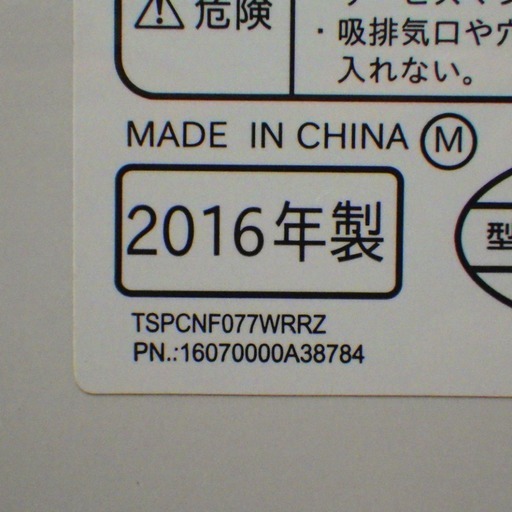 危険
・吸排気口や穴
入れない。
MADE IN CHINA Ⓜ
2016年製
型
TSPCNF077WRRZ
PN.:16070000A38784